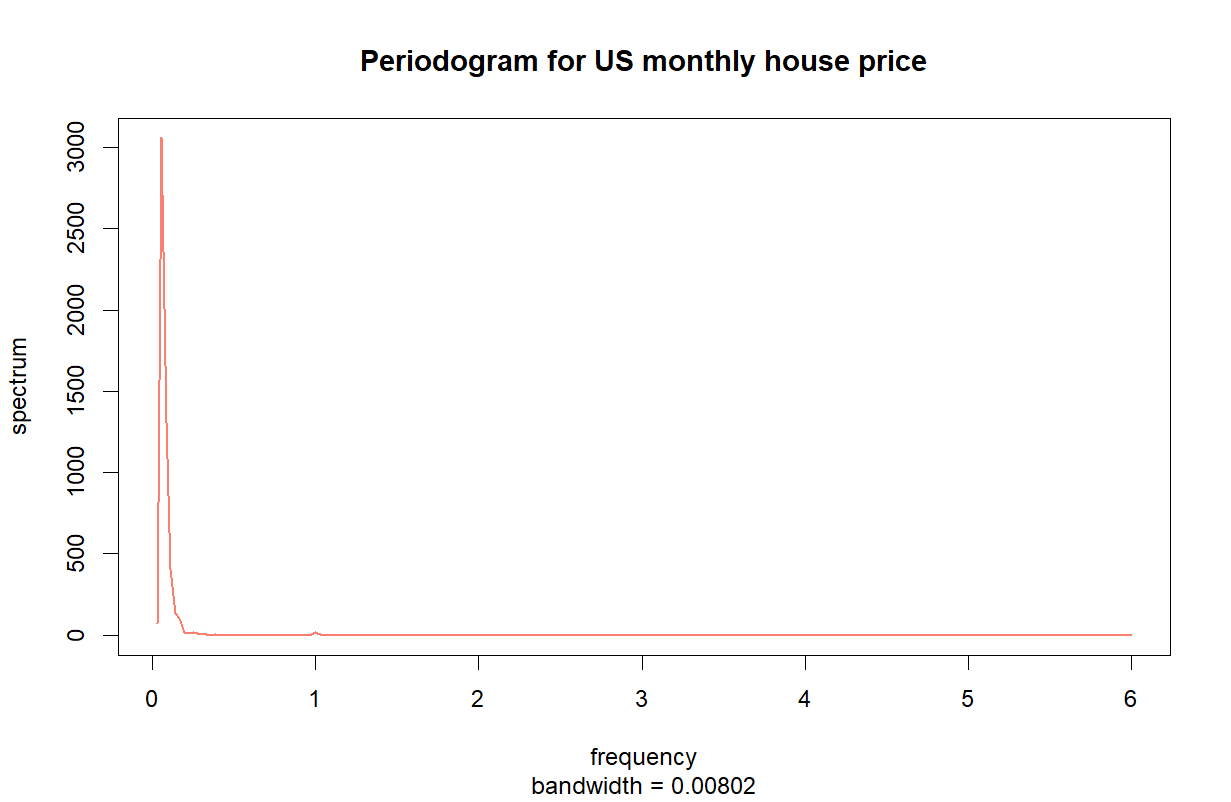 Periodogram for US monthly house price
3000
2500
2000
1500
1000
500
0
spectrum
0 1 2 3 4 5 6
frequency
bandwidth = 0.00802